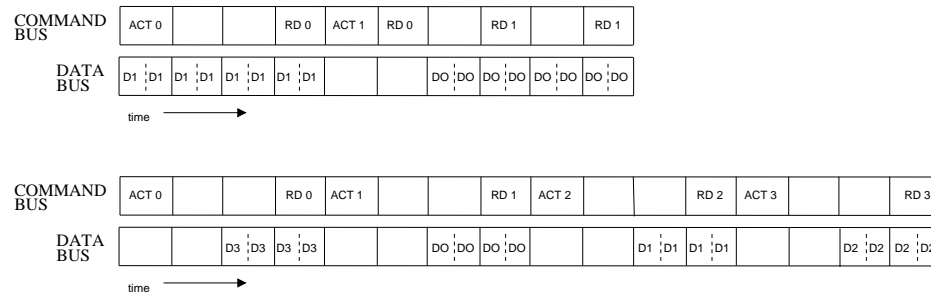 COMMAND BUS ACT 0 RD 0 ACT 1 RD 0 RD 1 RD 1
DATA BUS D1 D1 D1 D1 D1 D1 D1 D1 DO DO DO DO DO DO DO DO
time
COMMAND BUS ACT 0 RD 0 ACT 1 RD 1 ACT 2 RD 2 ACT 3 RD 3
DATA BUS D3 D3 D3 D3 DO DO DO DO D1 D1 D1 D1 D2 D2 D2 D2
time